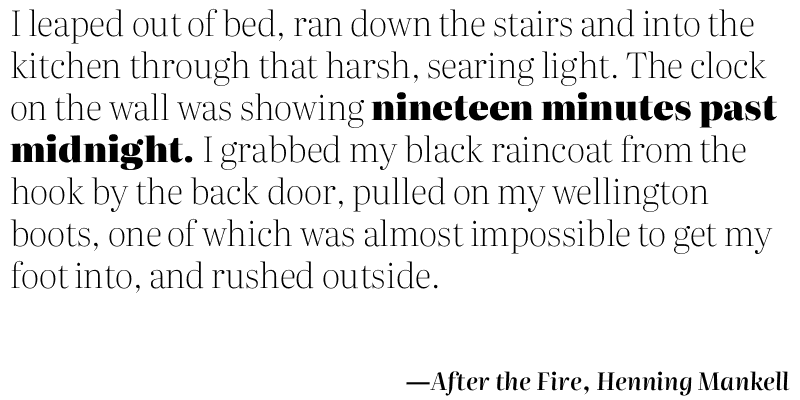 I leaped out of bed, ran down the stairs and into the
kitchen through that harsh, searing light. The clock
on the wall was showing nineteen minutes past
midnight. I grabbed my black raincoat from the
hook by the back door, pulled on my wellington
boots, one of which was almost impossible to get my
foot into, and rushed outside.
—After the Fire, Henning Mankell